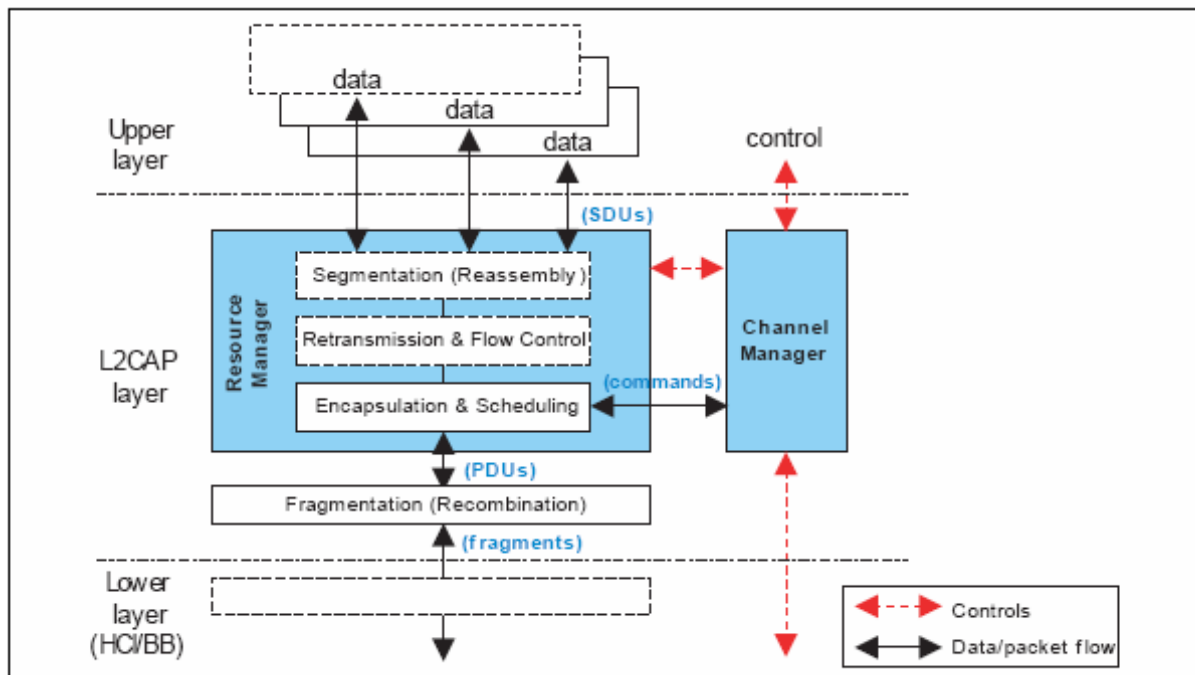 data
data
data
Upper
layer
control
(SDUs)
Segmentation (Reassembly)
Retransmission & Flow Control
Encapsulation & Scheduling
Resource
Manager
L2CAP
layer
Channel
Manager
(commands)
(PDUs)
Fragmentation (Recombination)
(fragments)
Lower
layer
(HCI/BB)
Controls
Data/packet flow